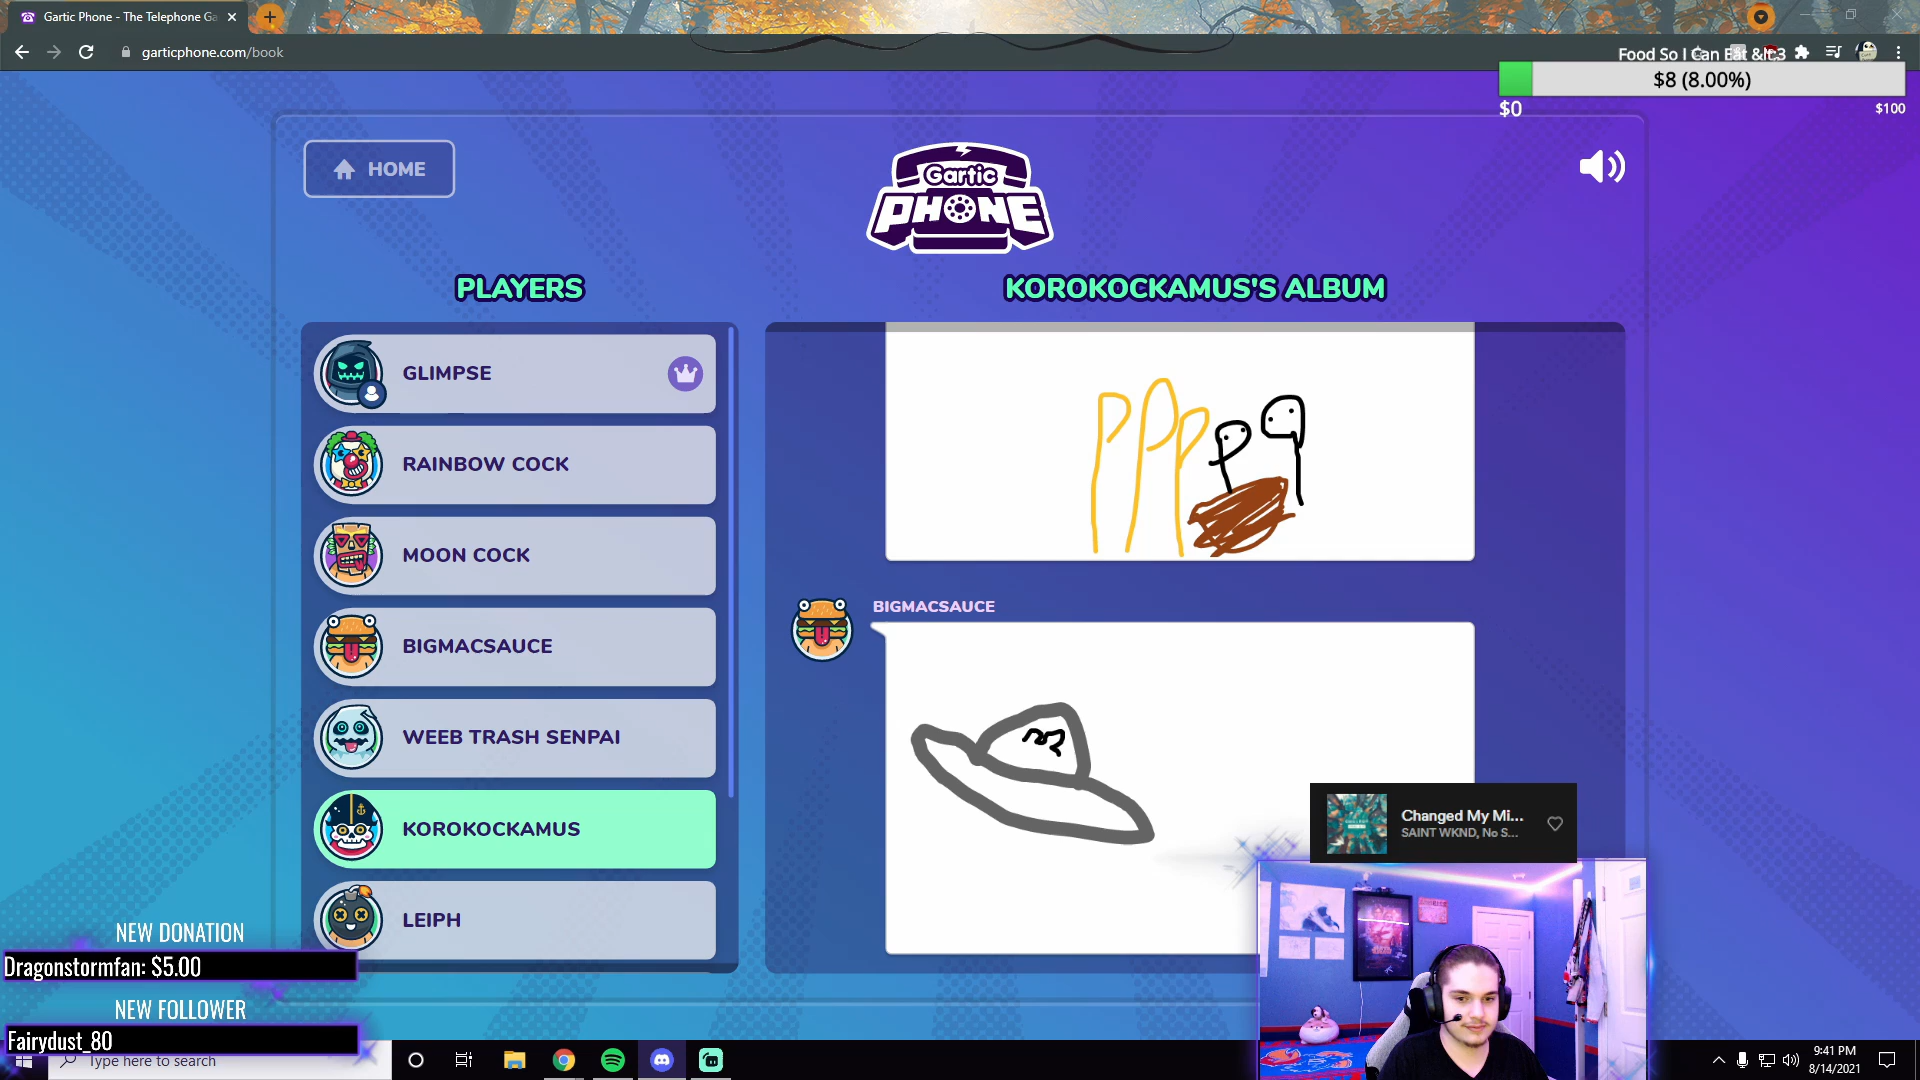 Gartic Phone - The Telephone Ga
garticphone.com/book
Food So I Can Eat &lt;3
$8 (8.00%)
$0
$100
HOME
Gartic
PHONE
PLAYERS
KOROKOCKAMUS'S ALBUM
GLIMPSE
RAINBOW COCK
MOON COCK
BIGMACSAUCE
WEEB TRASH SENPAI
KOROKOCKAMUS
LEIPH
BIGMACSAUCE
Changed My Mi...
SAINT WKND, No S...
NEW DONATION
Dragonstormfan: $5.00
NEW FOLLOWER
Fairydust_80
Type here to search
9:41 PM
8/14/2021